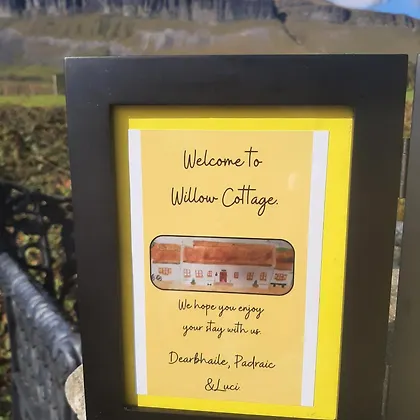 Welcome to
Willow Cottage.
We hope you enjoy
your stay with us.
Dearbhaile, Padraic
&Luci